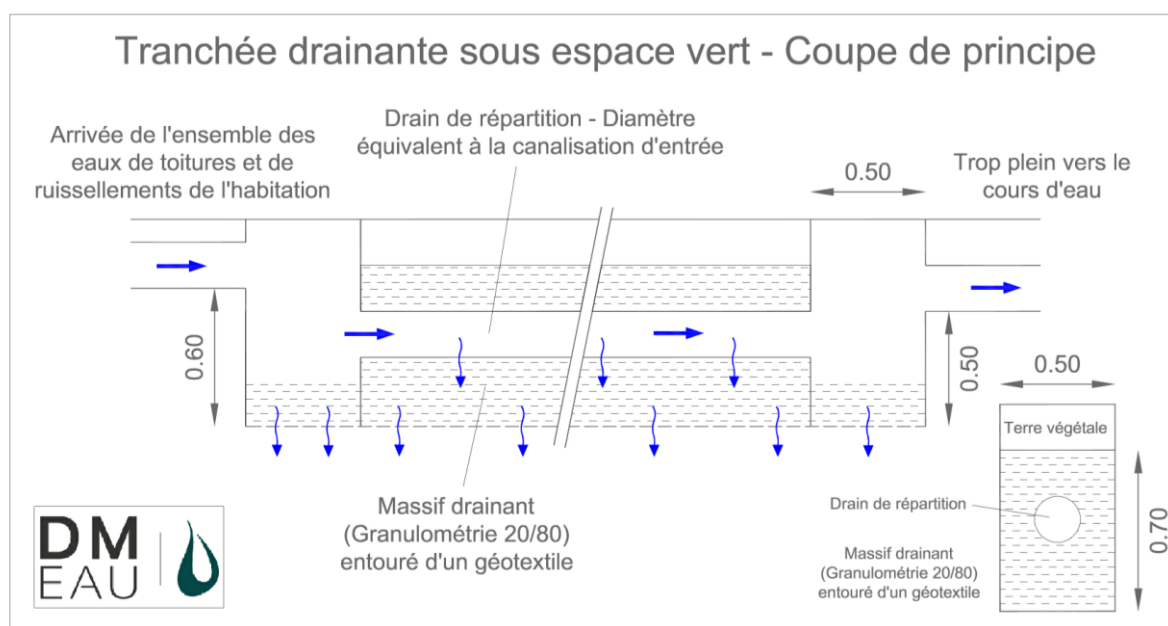 Tranchée drainante sous espace vert - Coupe de principe
Arrivée de l'ensemble des
eaux de toitures et de
ruissellements de l'habitation
Drain de répartition - Diamètre
équivalent à la canalisation d'entrée
0.50
Trop plein vers le
cours d'eau
0.60
0.50
0.50
Terre végétale
Drain de répartition
0.70
Massif drainant
(Granulométrie 20/80)
entouré d'un géotextile
Massif drainant
(Granulométrie 20/80)
entouré d'un géotextile
DM
EAU